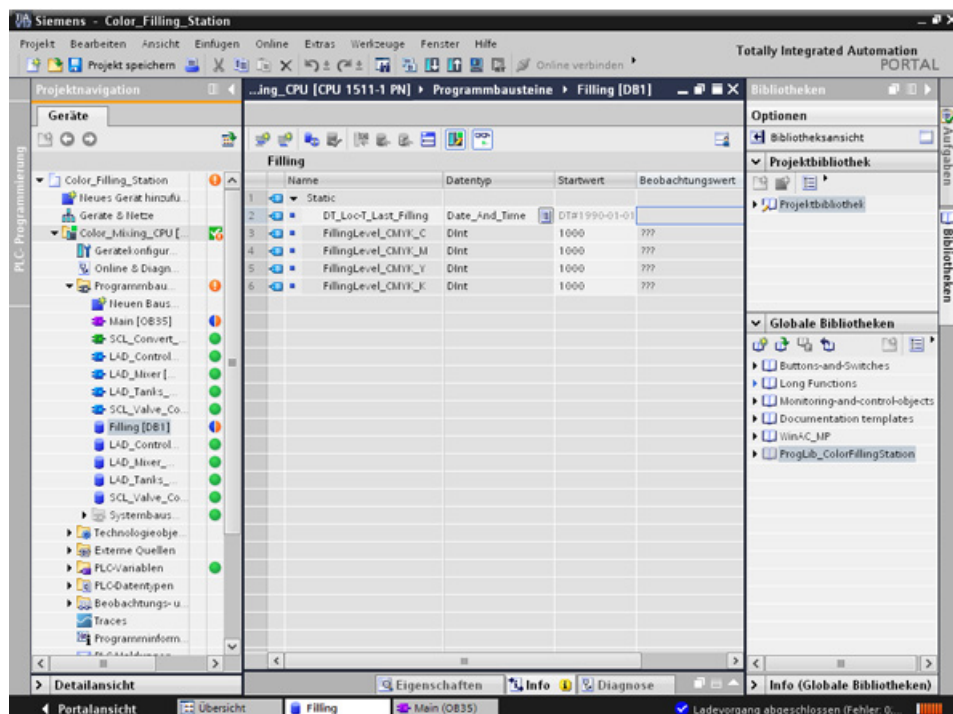 Siemens - Color_Filling_Station
Projekt Bearbeiten Ansicht Einfügen Online Extras Werkzeuge Fenster Hilfe
Totally Integrated Automation
PORTAL
Projekt speichern
Online verbinden
Projektnavigation
...ing_CPU [CPU 1511-1 PN] Programmbausteine Filling [DB1]
Bibliotheken
Geräte
Optionen
Bibliotheksansicht
Projektbibliothek
Projektbibliothek
PLC-Programmierung
Color_Filling_Station
Neues Gerät hinzufü...
Geräte & Netze
Color_Mixing_CPU [...
Gerätekonfigur...
Online & Diagn...
Programmbau...
Neuen Baus...
Main [OB35]
SCL_Convert_...
LAD_Control...
LAD_Mixer [...
LAD_Tanks_...
SCL_Valve_Co...
Filling [DB1]
LAD_Control...
LAD_Mixer_...
LAD_Tanks_...
SCL_Valve_Co...
Systembaus...
Technologieobje...
Externe Quellen
PLC-Variablen
PLC-Datentypen
Beobachtungs- u...
Traces
Programminform...
Filling
Name Datentyp Startwert Beobachtungswert
1 Static
2 DT_Loc-T_Last_Filling Date_And_Time DT#1990-01-01
3 FillingLevel_CMYK_C DInt 1000 ???
4 FillingLevel_CMYK_M DInt 1000 ???
5 FillingLevel_CMYK_Y DInt 1000 ???
6 FillingLevel_CMYK_K DInt 1000 ???
Globale Bibliotheken
Buttons-and-Switches
Long Functions
Monitoring-and-control-objects
Documentation templates
WinAC_MP
ProgLib_ColorFillingStation
Aufgaben
Bibliotheken
Detailansicht
Eigenschaften Info Diagnose
Info (Globale Bibliotheken)
Portalansicht Übersicht Filling Main (OB35)
Ladevorgang abgeschlossen (Fehler: 0;...